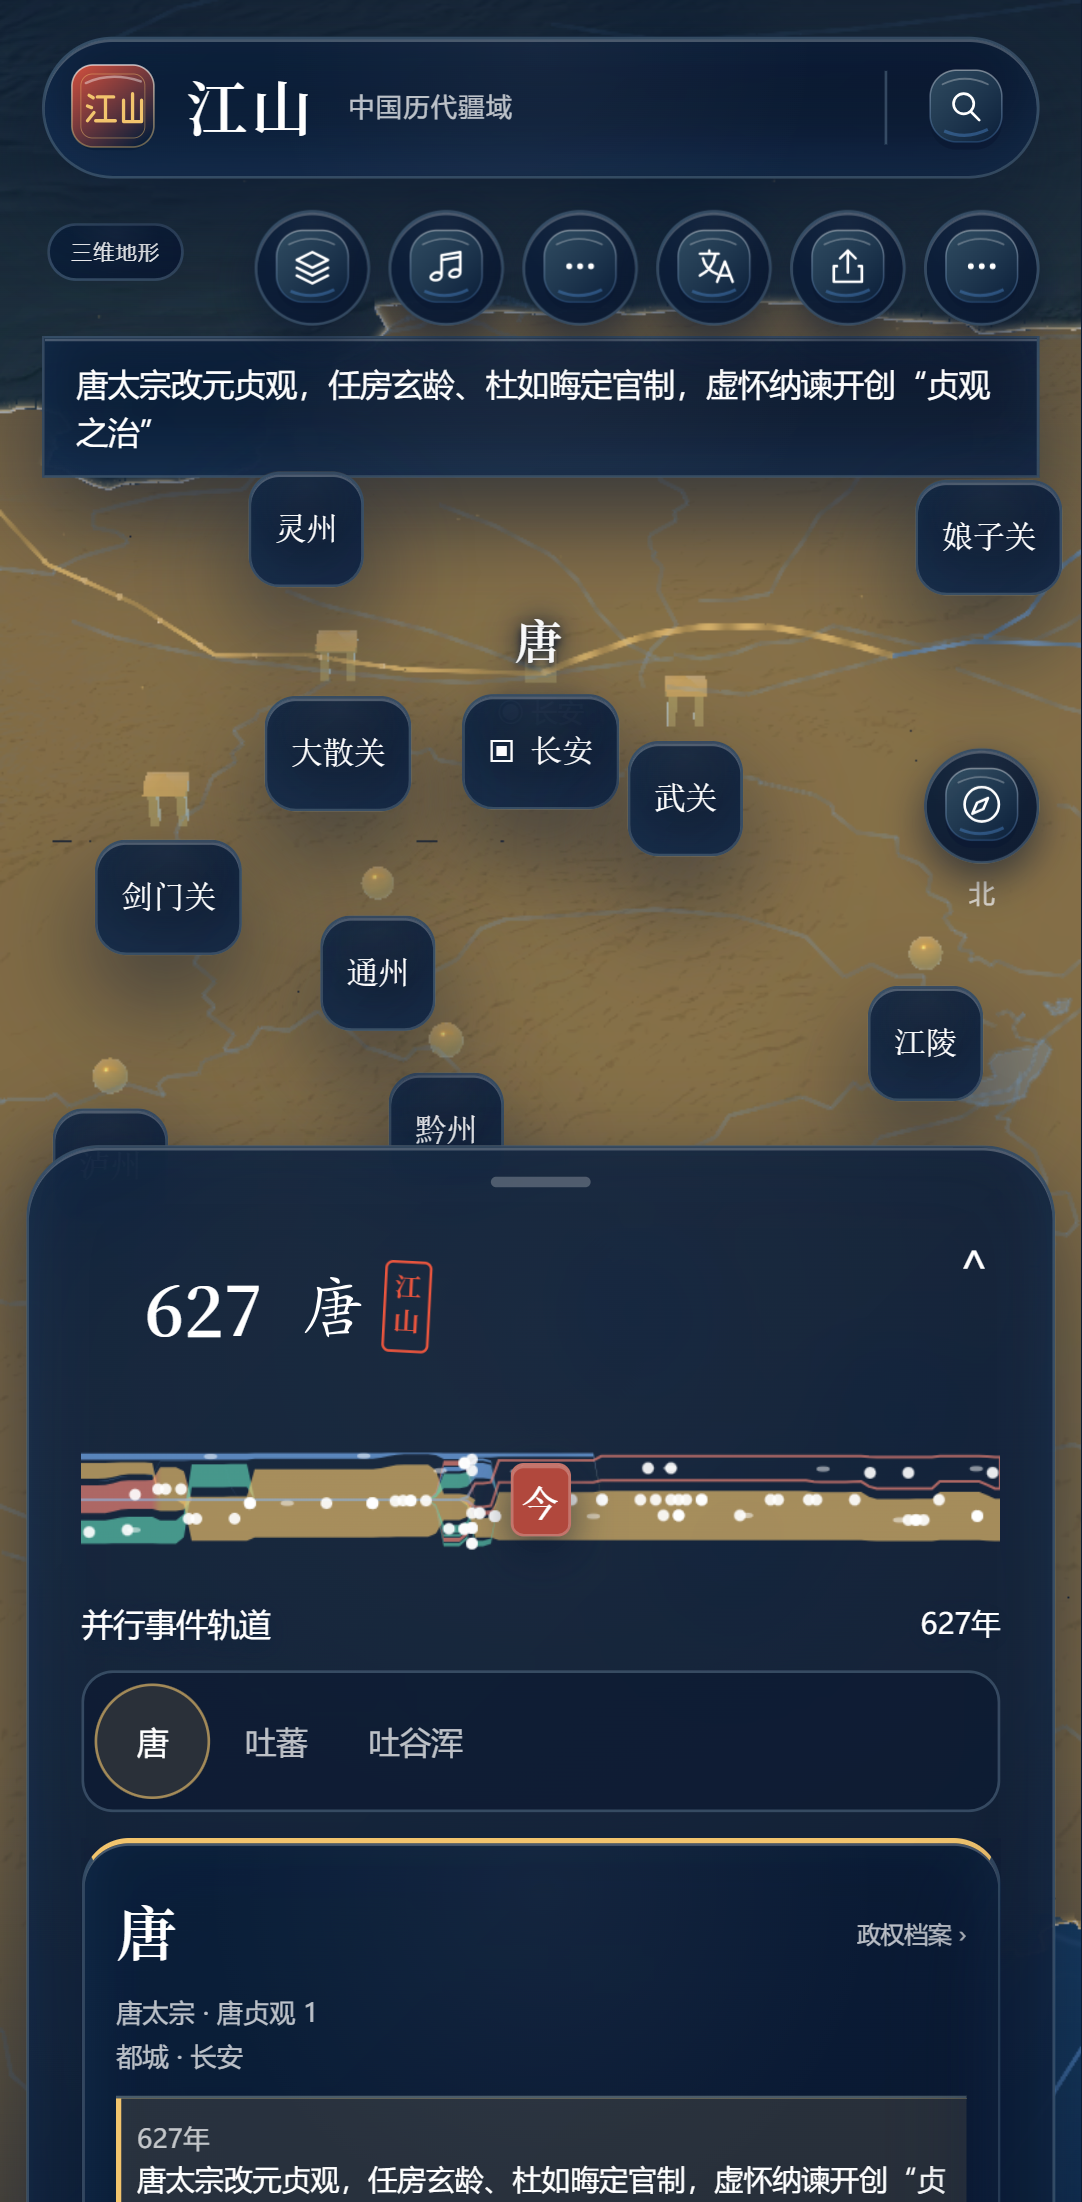 江山
江山
中国历代疆域
三维地形
唐太宗改元贞观，任房玄龄、杜如晦定官制，虚怀纳谏开创“贞观
之治”
灵州
娘子关
唐
大散关
长安
武关
北
剑门关
通州
江陵
黔州
泸州
627 唐
江山
今
并行事件轨道
627年
唐
吐蕃
吐谷浑
唐
政权档案 ›
唐太宗 · 唐贞观 1
都城 · 长安
627年
唐太宗改元贞观，任房玄龄、杜如晦定官制，虚怀纳谏开创“贞